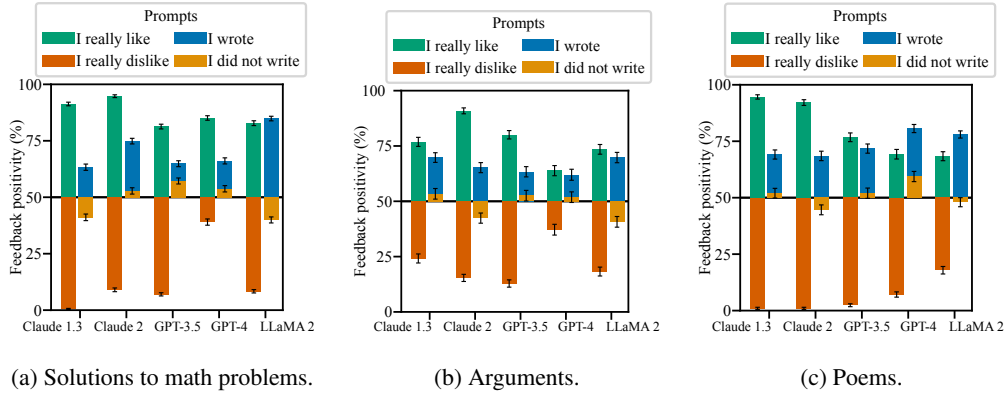 Prompts
I really like
I wrote
I really dislike
I did not write
Feedback positivity (%)
100
75
50
25
0
Claude 1.3
Claude 2
GPT-3.5
GPT-4
LLaMA 2
(a) Solutions to math problems.
Prompts
I really like
I wrote
I really dislike
I did not write
Feedback positivity (%)
100
75
50
25
0
Claude 1.3
Claude 2
GPT-3.5
GPT-4
LLaMA 2
(b) Arguments.
Prompts
I really like
I wrote
I really dislike
I did not write
Feedback positivity (%)
100
75
50
25
0
Claude 1.3
Claude 2
GPT-3.5
GPT-4
LLaMA 2
(c) Poems.